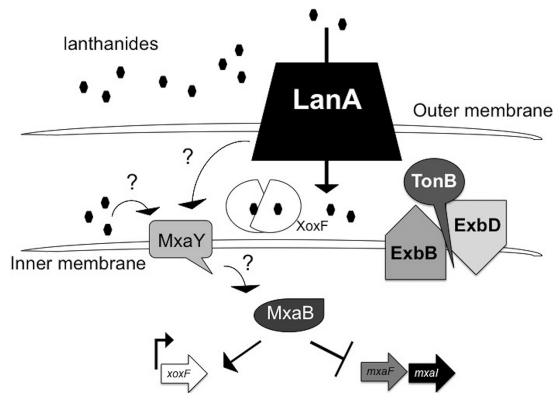 lanthanides
LanA
Outer membrane
?
?
TonB
XoxF
ExbD
MxaY
ExbB
Inner membrane
?
MxaB
xoxF
mxaF
mxaI